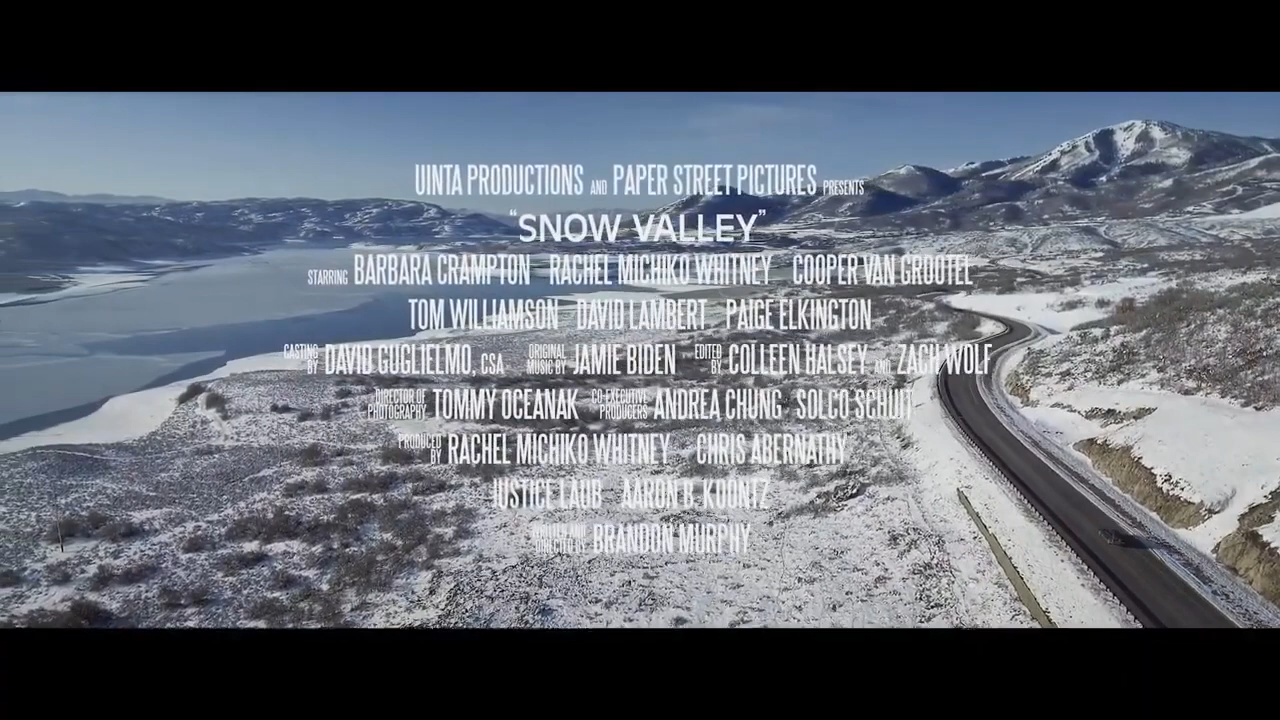 UINTA PRODUCTIONS AND PAPER STREET PICTURES PRESENTS
"SNOW VALLEY"
STARRING BARBARA CRAMPTON RACHEL MICHIKO WHITNEY COOPER VAN GROOTEL
TOM WILLIAMSON DAVID LAMBERT PAIGE ELKINGTON
CASTING BY DAVID GUGLIELMO, CSA ORIGINAL MUSIC BY JAMIE BIDEN EDITED BY COLLEEN HALSEY AND ZACH WOLF
DIRECTOR OF PHOTOGRAPHY TOMMY OCEANAK CO-EXECUTIVE PRODUCERS ANDREA CHUNG SOLCO SCHUIT
PRODUCED BY RACHEL MICHIKO WHITNEY CHRIS ABERNATHY
JUSTICE LAUB AARON B. KOONTZ
WRITTEN AND DIRECTED BY BRANDON MURPHY